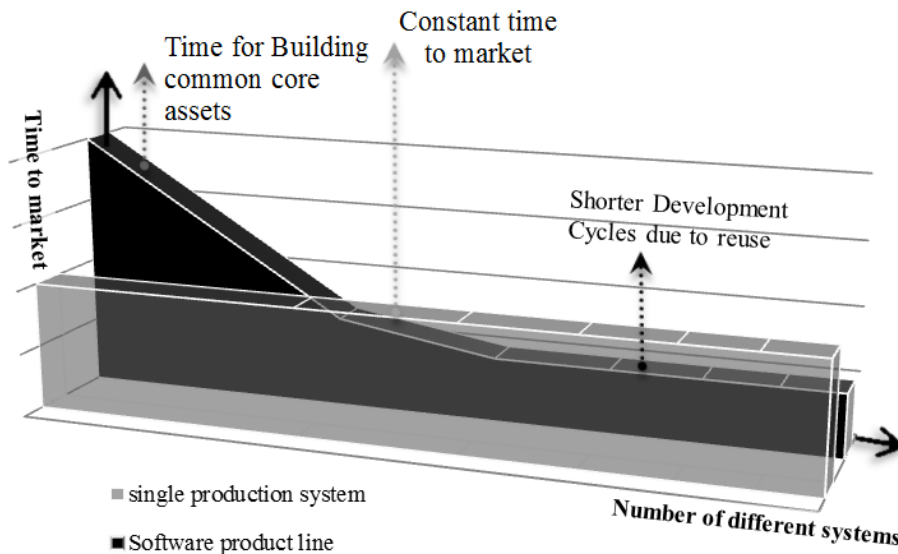 Constant time
to market
Time for Building
common core
assets
Time to market
Shorter Development
Cycles due to reuse
single production system
Software product line
Number of different systems